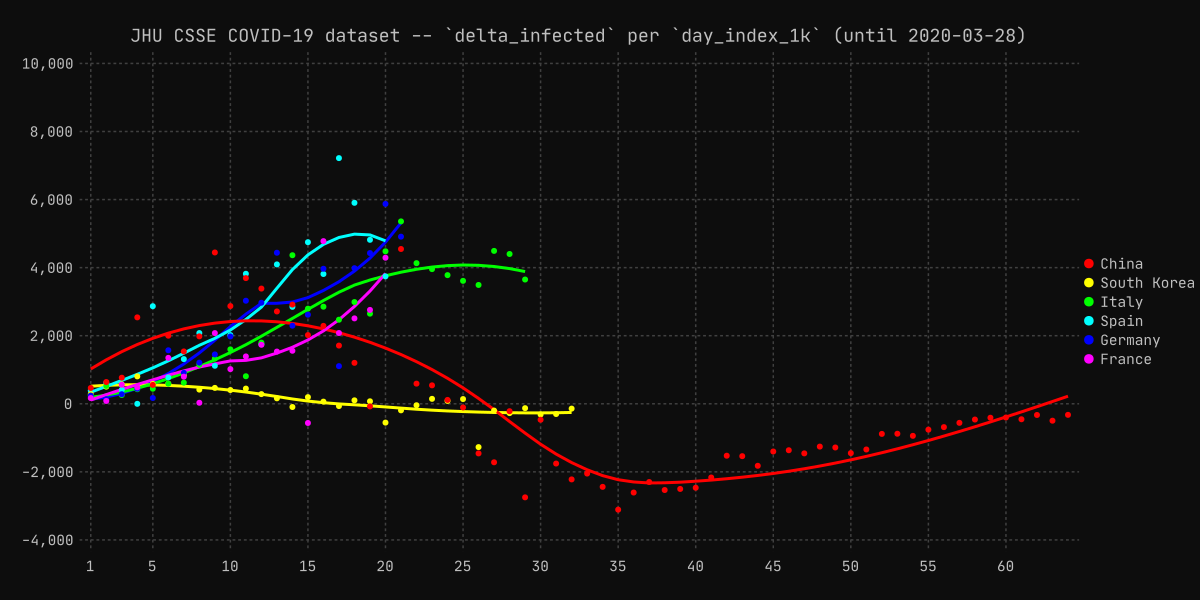 JHU CSSE COVID-19 dataset -- `delta_infected` per `day_index_1k` (until 2020-03-28)
10,000
8,000
6,000
4,000
2,000
0
−2,000
−4,000
1 5 10 15 20 25 30 35 40 45 50 55 60
China
South Korea
Italy
Spain
Germany
France